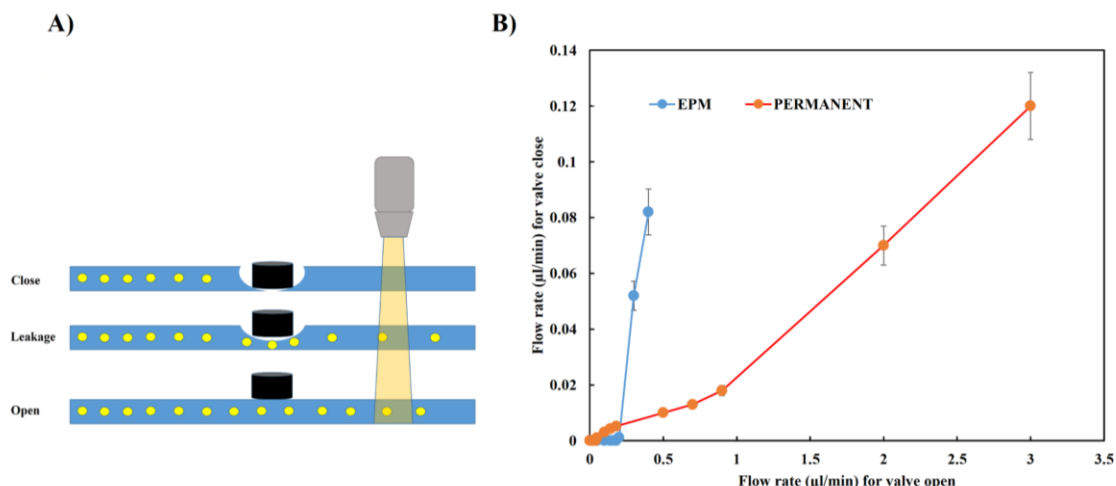 A)
Close
Leakage
Open
B)
Flow rate (µl/min) for valve close
0.14
0.12
0.1
0.08
0.06
0.04
0.02
0
EPM PERMANENT
0 0.5 1 1.5 2 2.5 3 3.5
Flow rate (µl/min) for valve open